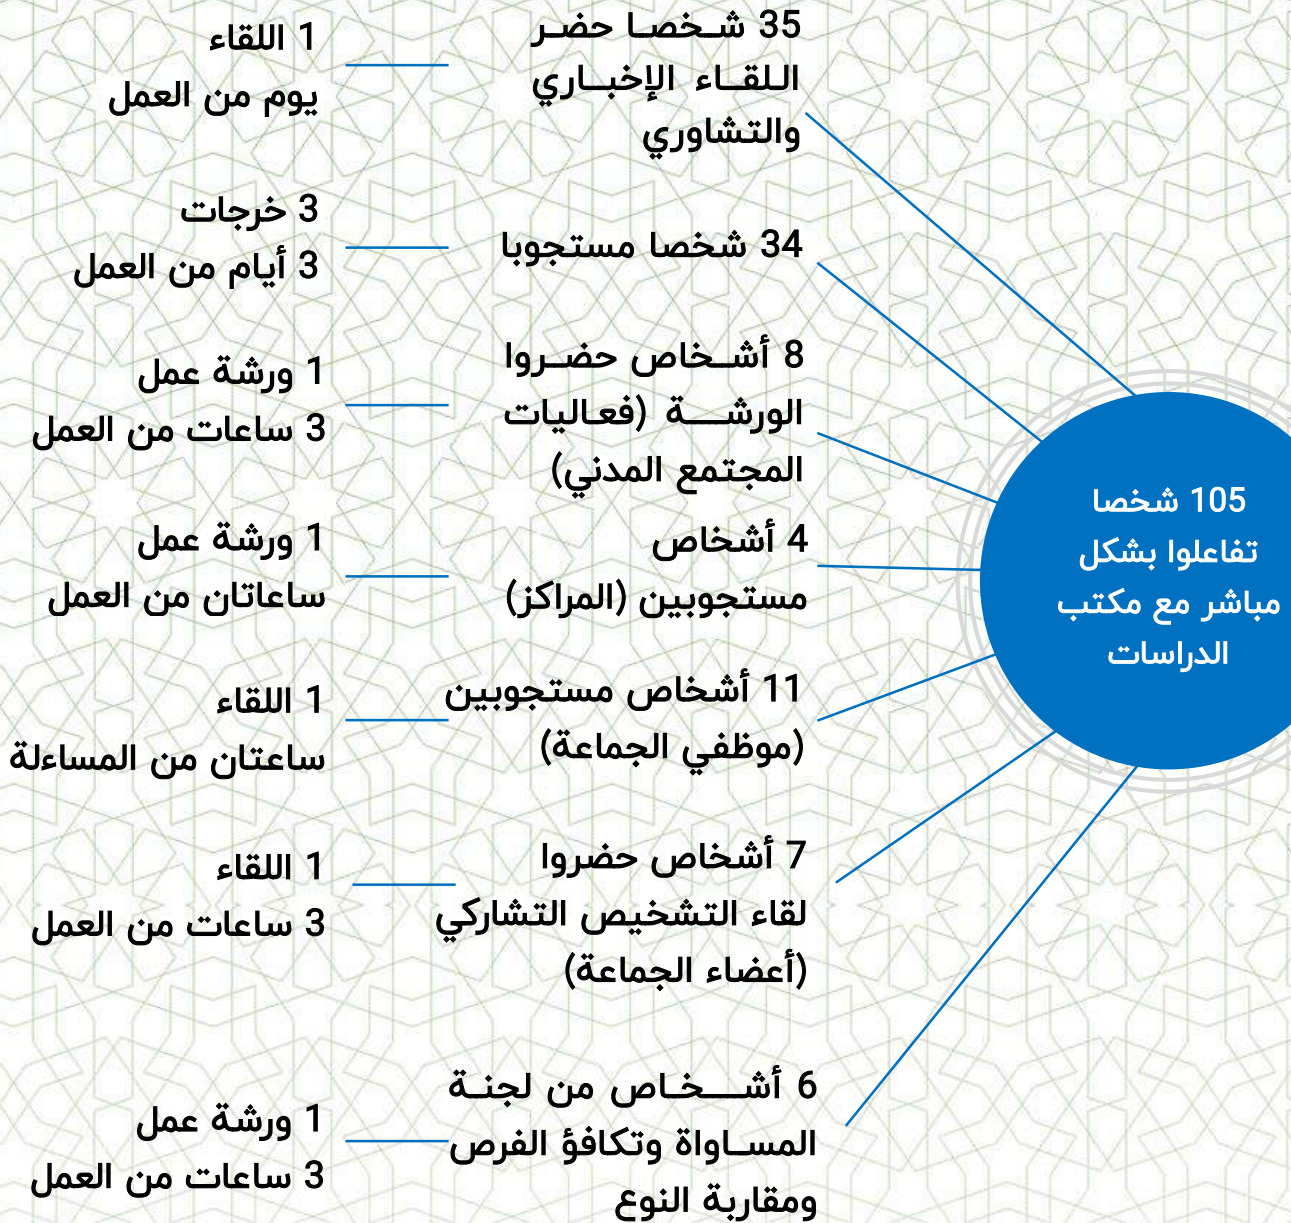 105 شخصا
تفاعلوا بشكل
مباشر مع مكتب
الدراسات
35 شخصا حضر
اللقاء الإخباري
والتشاوري
1 اللقاء
يوم من العمل
34 شخصا مستجوبا
3 خرجات
3 أيام من العمل
8 أشخاص حضروا
الورشة (فعاليات
المجتمع المدني)
1 ورشة عمل
3 ساعات من العمل
4 أشخاص
مستجوبين (المراكز)
1 ورشة عمل
ساعاتان من العمل
11 أشخاص مستجوبين
(موظفي الجماعة)
1 اللقاء
ساعتان من المساءلة
7 أشخاص حضروا
لقاء التشخيص التشاركي
(أعضاء الجماعة)
1 اللقاء
3 ساعات من العمل
6 أشخاص من لجنة
المساواة وتكافؤ الفرص
ومقاربة النوع
1 ورشة عمل
3 ساعات من العمل